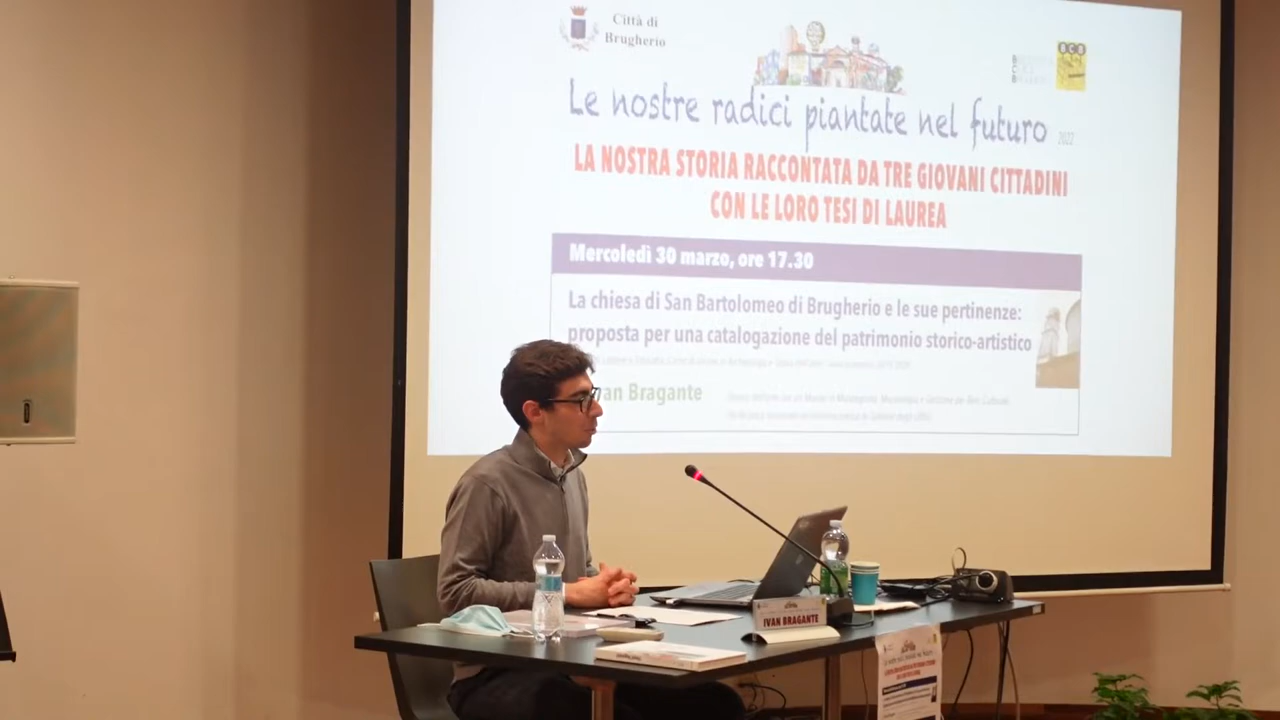 Città di
Brugherio
BCB
Le nostre radici piantate nel futuro 2022
LA NOSTRA STORIA RACCONTATA DA TRE GIOVANI CITTADINI
CON LE LORO TESI DI LAUREA
Mercoledì 30 marzo, ore 17.30
La chiesa di San Bartolomeo di Brugherio e le sue pertinenze:
proposta per una catalogazione del patrimonio storico-artistico
van Bragante
IVAN BRAGANTE